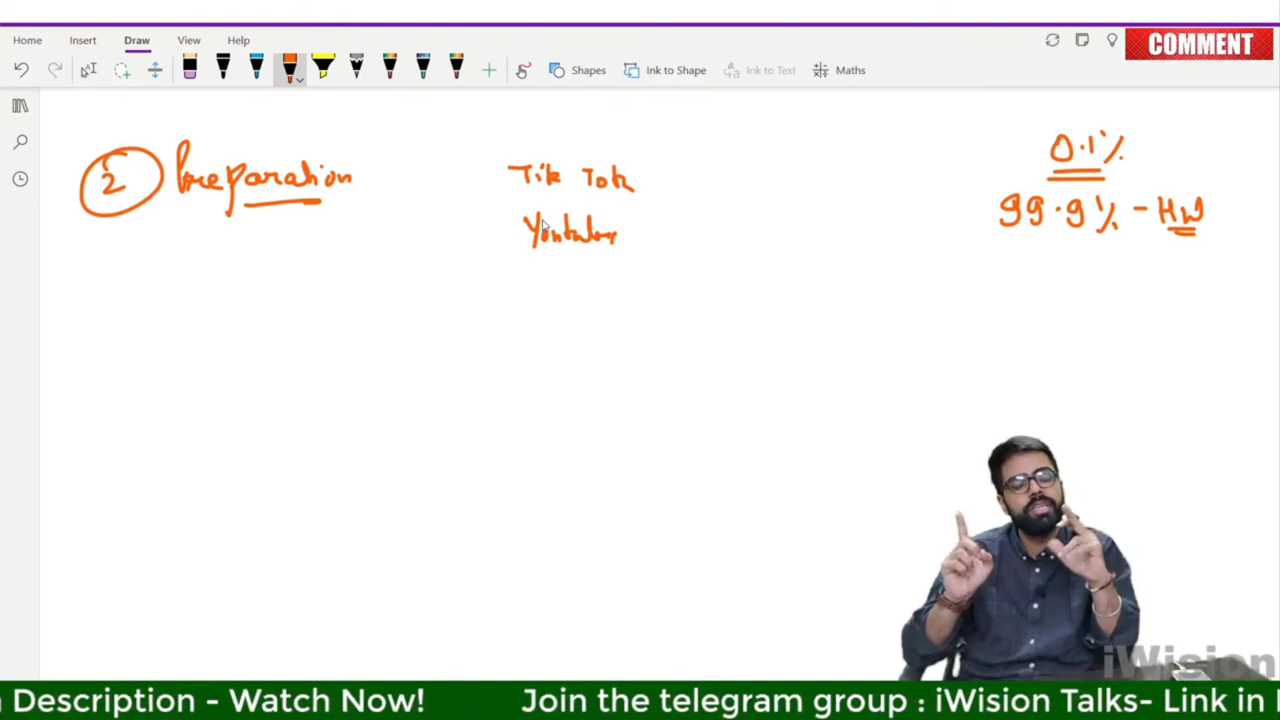 Home Insert Draw View Help
COMMENT
Shapes Ink to Shape Ink to Text Maths
2 Preparation
Tik Tok
Youtuber
0.1%
99.9% - HW
iWision
n Description - Watch Now! Join the telegram group : iWision Talks- Link in